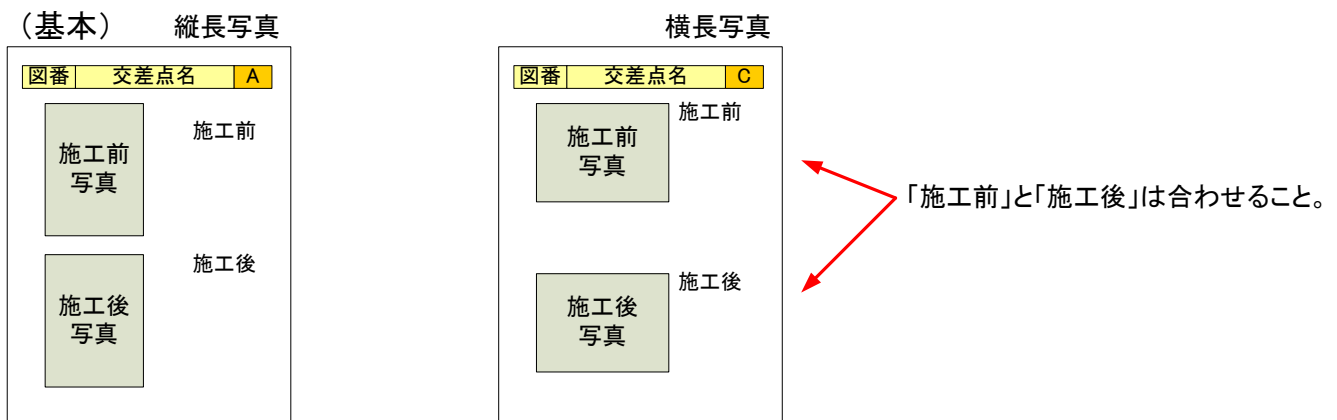 (基本) 縦長写真
図番 交差点名 A
施工前
写真
施工前
施工後
写真
施工後
横長写真
図番 交差点名 C
施工前
写真
施工前
施工後
写真
施工後
「施工前」と「施工後」は合わせること。